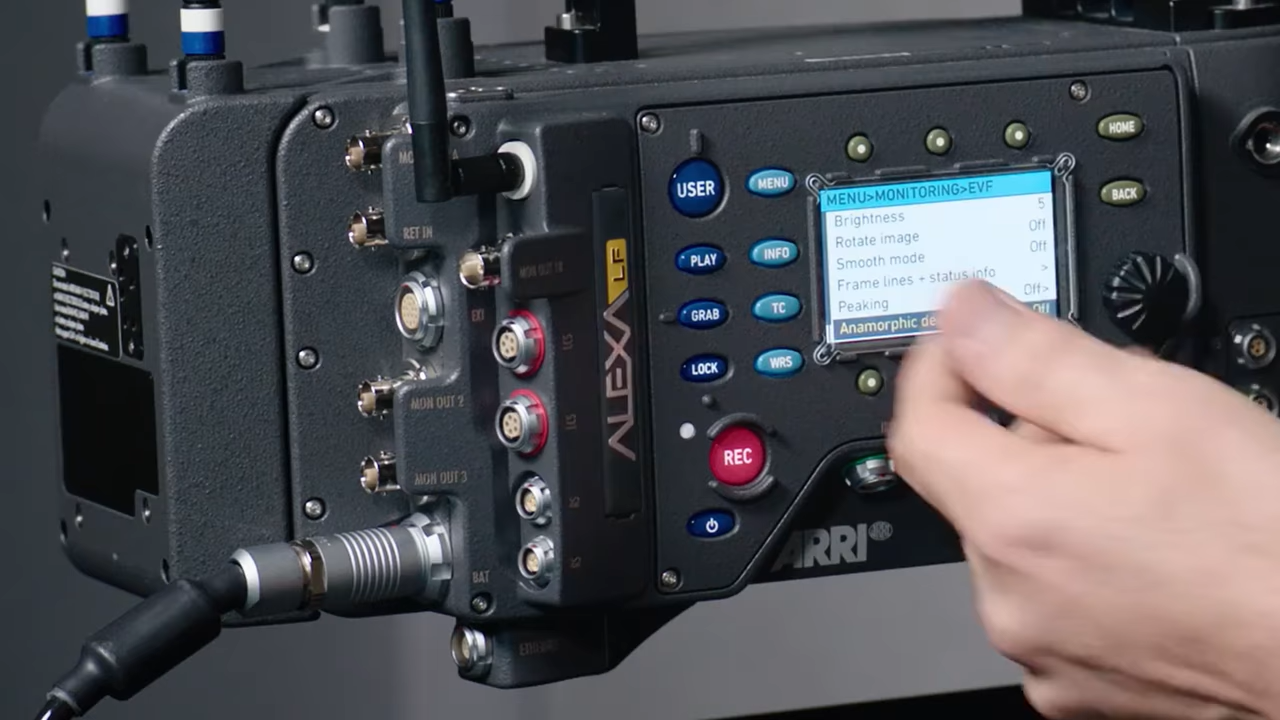 HOME
BACK
USER
MENU
PLAY
INFO
GRAB
TC
LOCK
WRS
REC
MENU>MONITORING>EVF
Brightness 5
Rotate image Off
Smooth mode Off
Frame lines + status info >
Peaking Off>
Anamorphic
RET IN
EXT
MON OUT 2
MON OUT 3
BAT
ALEXA LF
ARRI